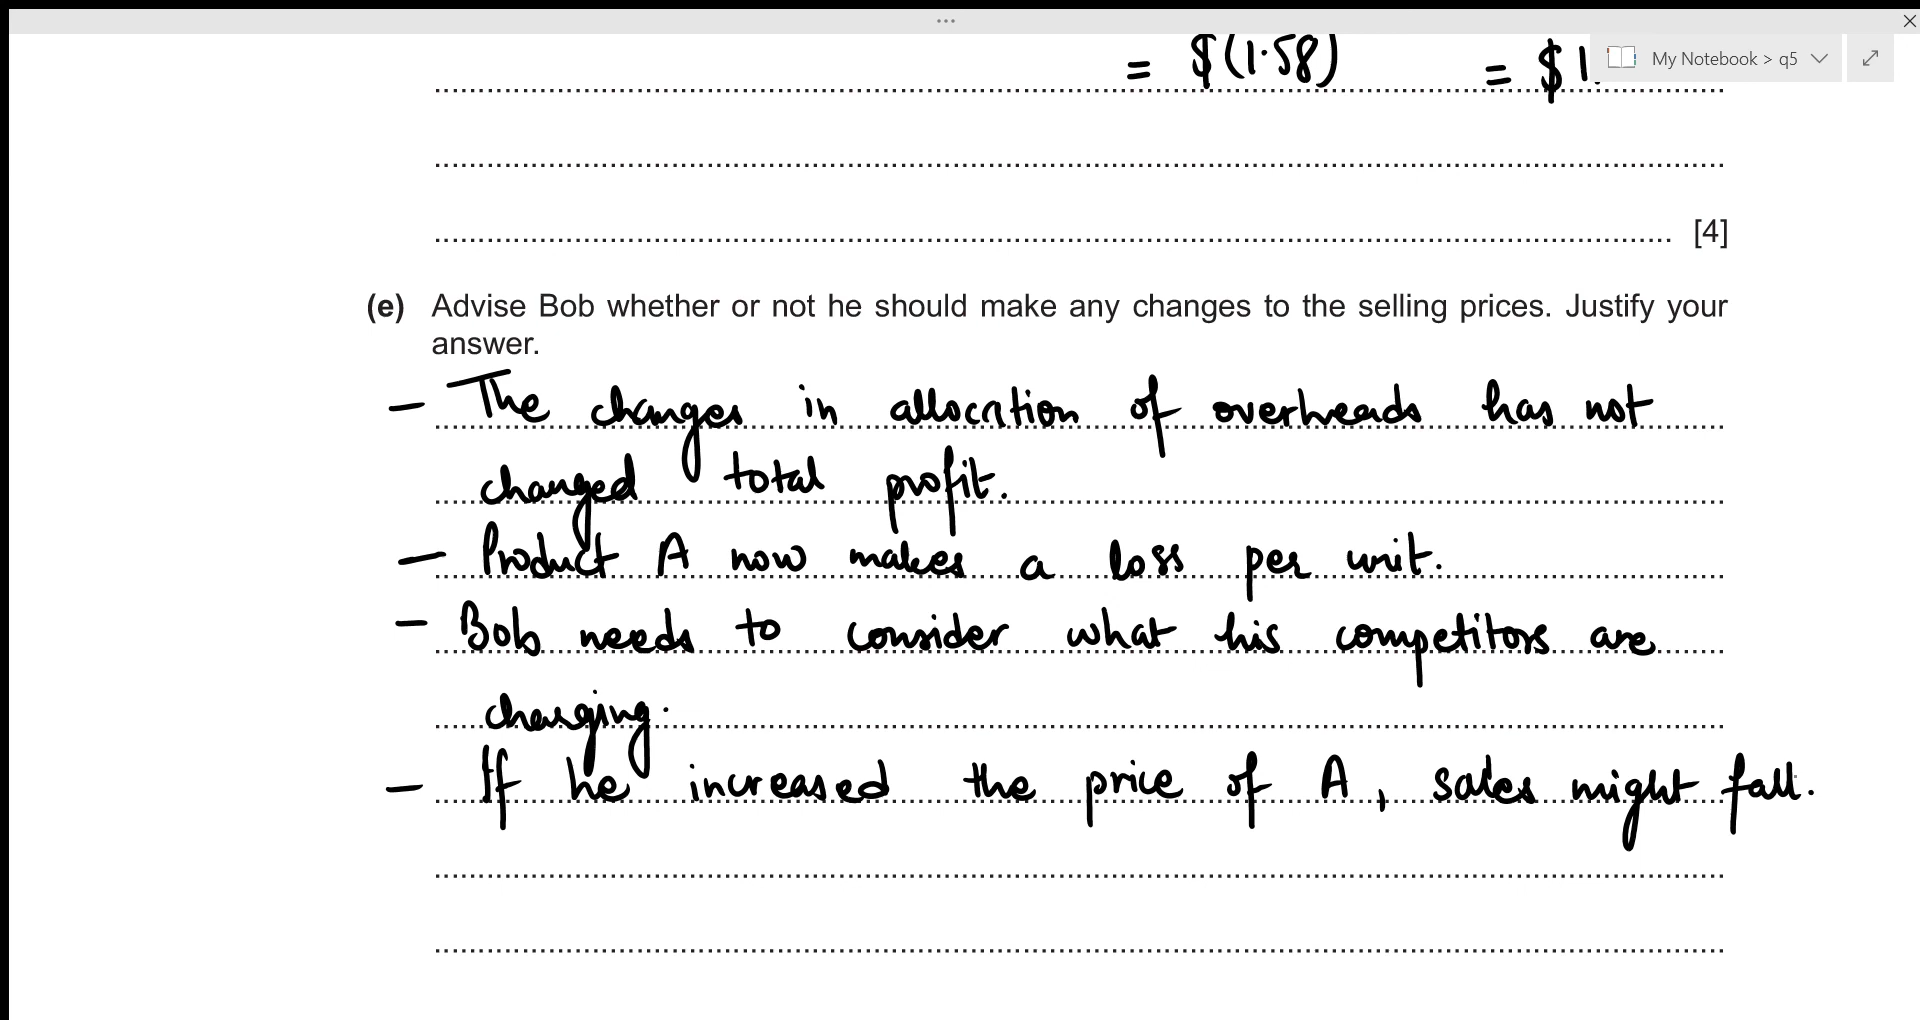 = $(1.58) = $1.
My Notebook > q5
[4]
(e) Advise Bob whether or not he should make any changes to the selling prices. Justify your
answer.
- The changes in allocation of overheads has not
changed total profit.
- Product A now makes a loss per unit.
- Bob needs to consider what his competitors are
charging.
- If he increased the price of A, sales might fall.